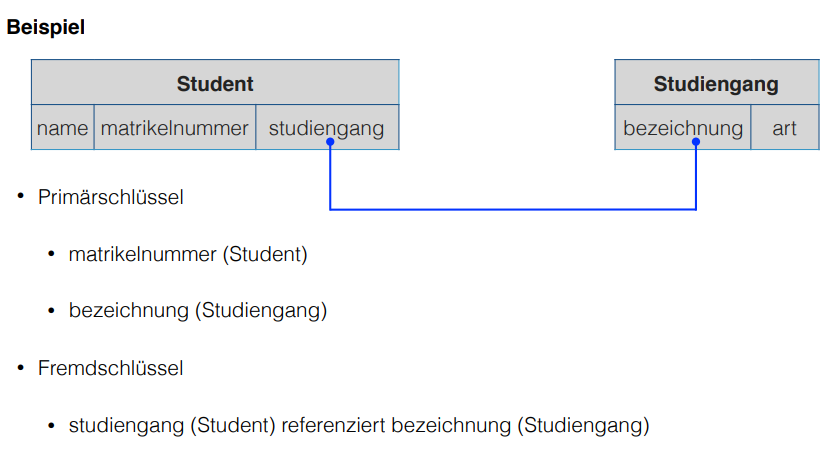 Beispiel
Student
name matrikelnummer studiengang
Studiengang
bezeichnung art
• Primärschlüssel
• matrikelnummer (Student)
• bezeichnung (Studiengang)
• Fremdschlüssel
• studiengang (Student) referenziert bezeichnung (Studiengang)